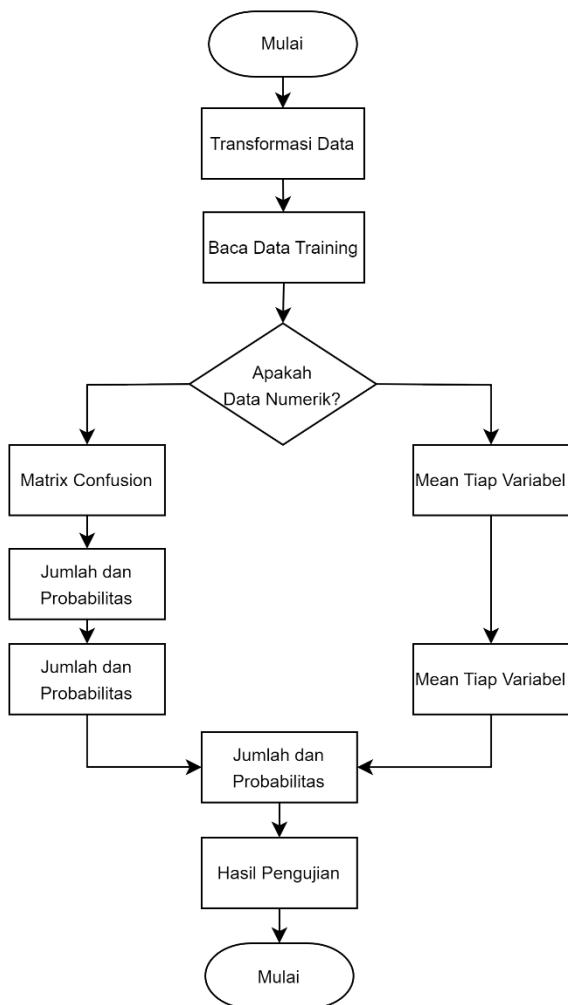 Mulai
Transformasi Data
Baca Data Training
Apakah
Data Numerik?
Matrix Confusion
Mean Tiap Variabel
Jumlah dan
Probabilitas
Jumlah dan
Probabilitas
Mean Tiap Variabel
Jumlah dan
Probabilitas
Hasil Pengujian
Mulai